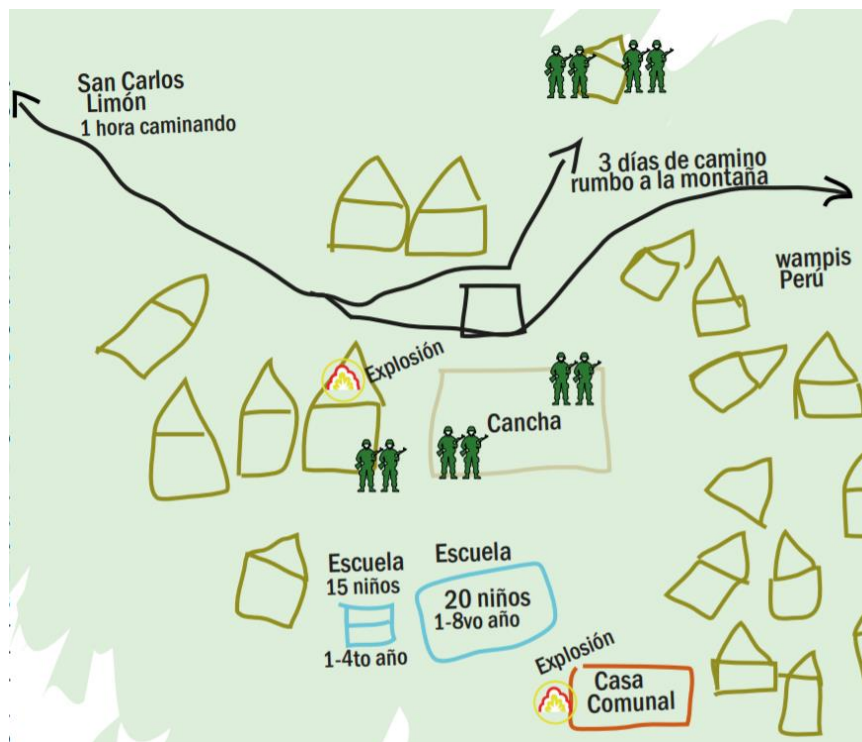 San Carlos
Limón
1 hora caminando
3 días de camino
rumbo a la montaña
wampis
Perú
Explosión
Cancha
Escuela
15 niños
1-4to año
Escuela
20 niños
1-8vo año
Explosión
Casa
Comunal